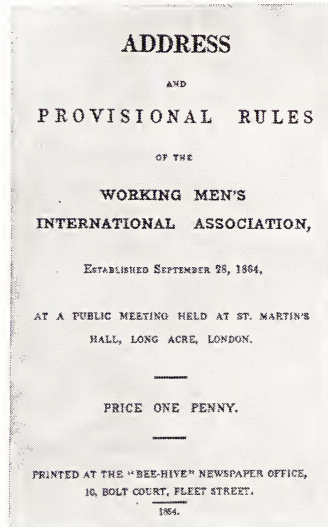 ADDRESS
AND
PROVISIONAL RULES
OF THE
WORKING MEN'S
INTERNATIONAL ASSOCIATION,
ESTABLISHED SEPTEMBER 28, 1864,
AT A PUBLIC MEETING HELD AT ST. MARTIN'S
HALL, LONG ACRE, LONDON.
PRICE ONE PENNY.
PRINTED AT THE "BEE-HIVE" NEWSPAPER OFFICE,
10, BOLT COURT, FLEET STREET.
1864.